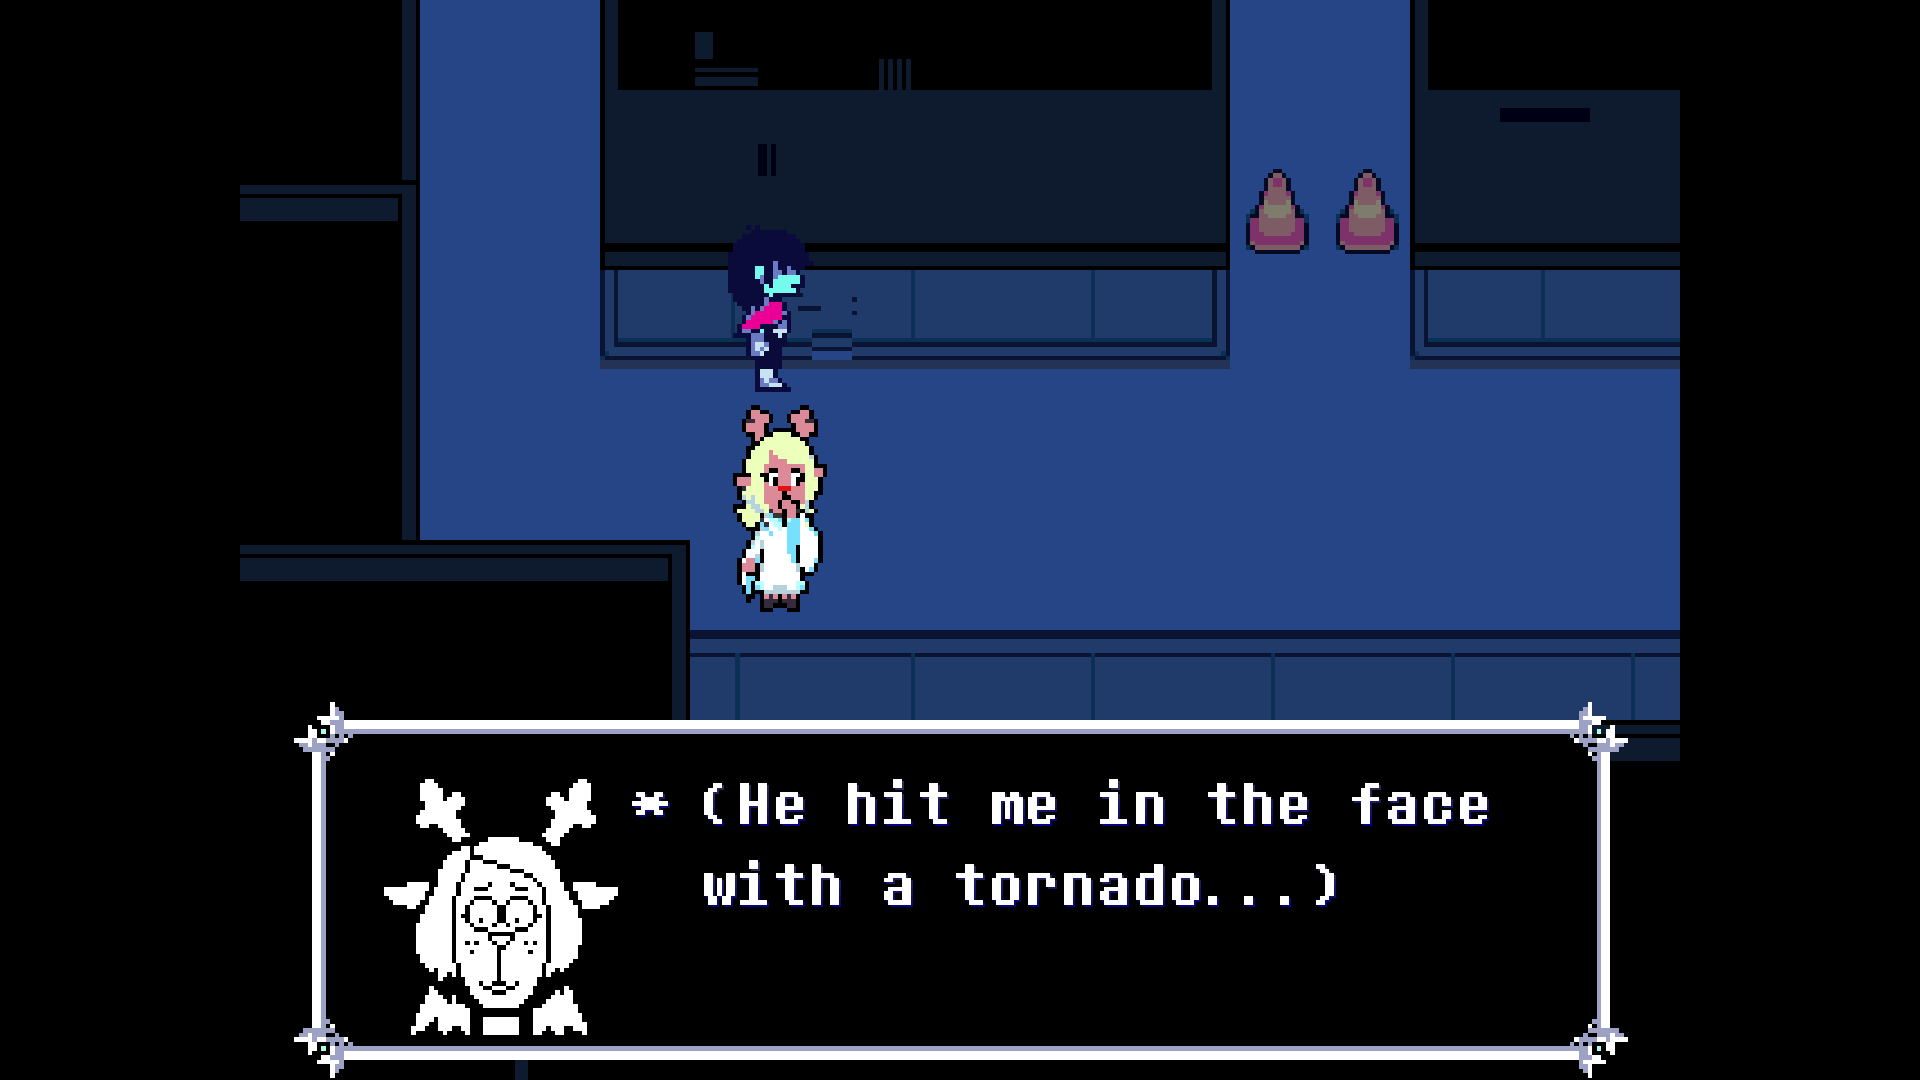 * (He hit me in the face
with a tornado...)